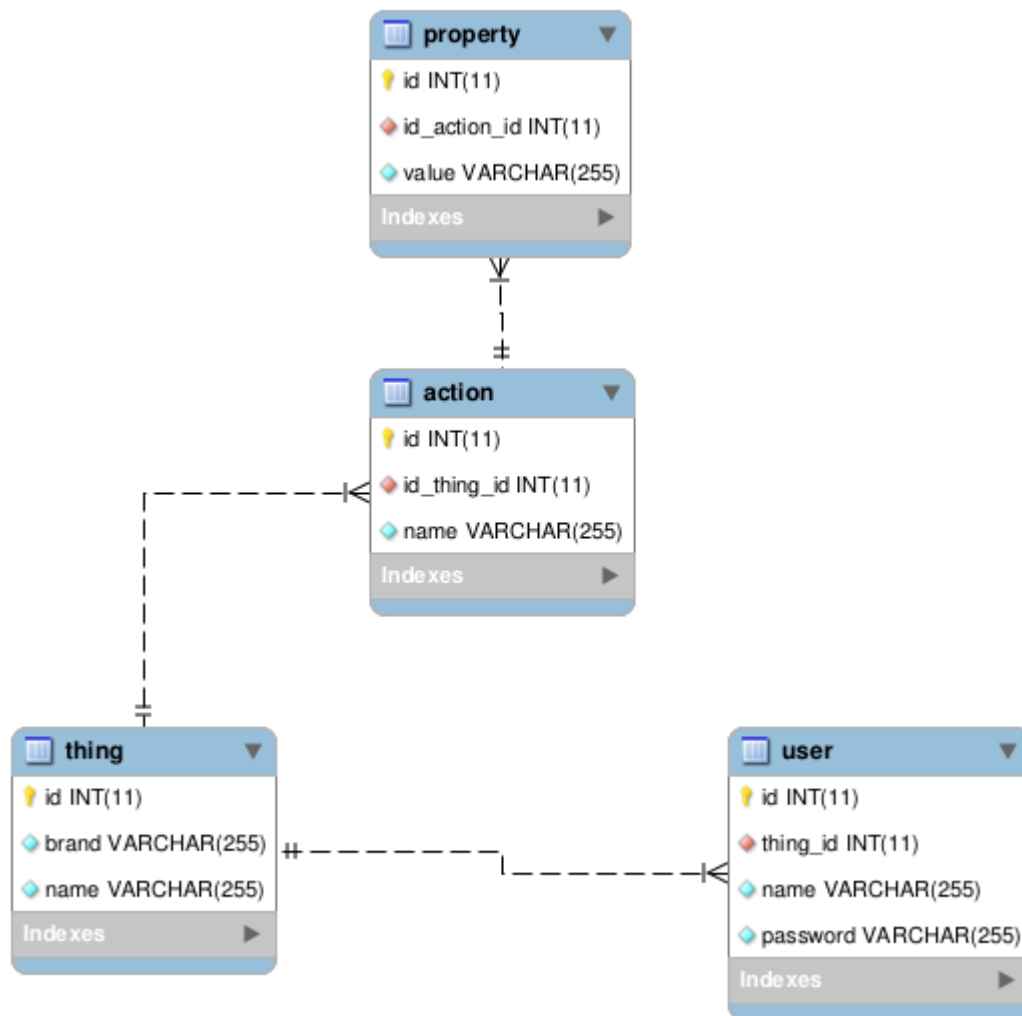 property
id INT(11)
id_action_id INT(11)
value VARCHAR(255)
Indexes
action
id INT(11)
id_thing_id INT(11)
name VARCHAR(255)
Indexes
thing
id INT(11)
brand VARCHAR(255)
name VARCHAR(255)
Indexes
user
id INT(11)
thing_id INT(11)
name VARCHAR(255)
password VARCHAR(255)
Indexes